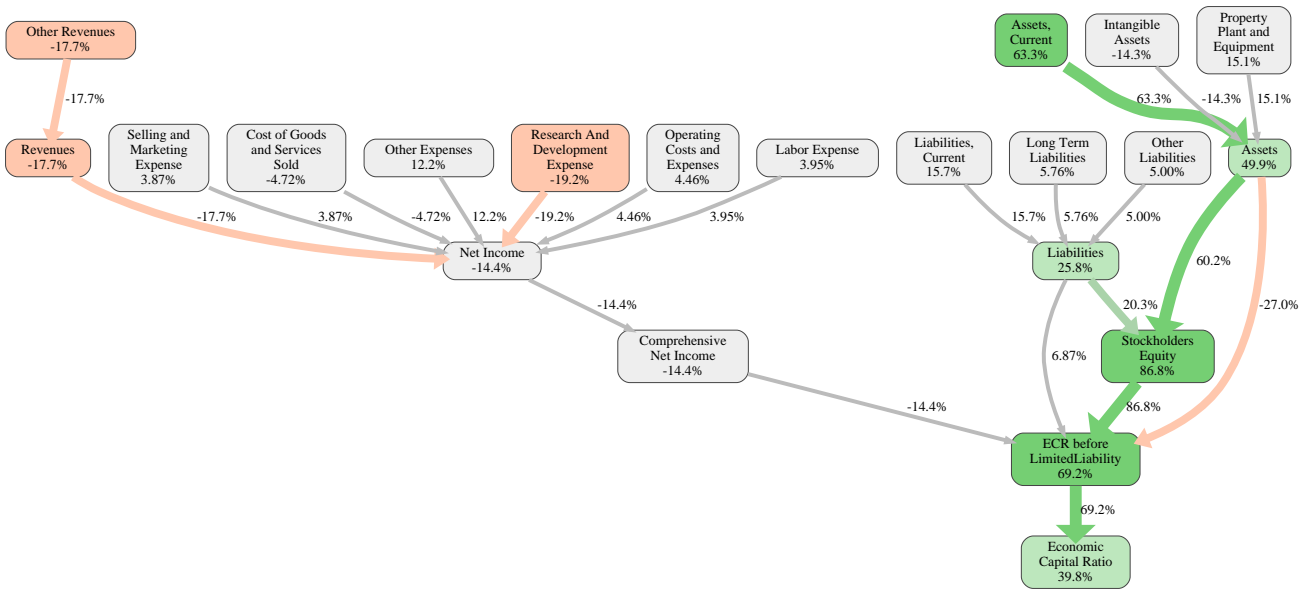 Other Revenues
-17.7%
Assets,
Current
63.3%
Intangible
Assets
-14.3%
Property
Plant and
Equipment
15.1%
-17.7%
63.3%
-14.3%
15.1%
Revenues
-17.7%
Selling and
Marketing
Expense
3.87%
Cost of Goods
and Services
Sold
-4.72%
Other Expenses
12.2%
Research And
Development
Expense
-19.2%
Operating
Costs and
Expenses
4.46%
Labor Expense
3.95%
Liabilities,
Current
15.7%
Long Term
Liabilities
5.76%
Other
Liabilities
5.00%
Assets
49.9%
-17.7%
3.87%
-4.72%
12.2%
-19.2%
4.46%
3.95%
15.7%
5.76%
5.00%
Net Income
-14.4%
Liabilities
25.8%
60.2%
-14.4%
20.3%
-27.0%
Comprehensive
Net Income
-14.4%
6.87%
Stockholders
Equity
86.8%
-14.4%
86.8%
ECR before
LimitedLiability
69.2%
69.2%
Economic
Capital Ratio
39.8%